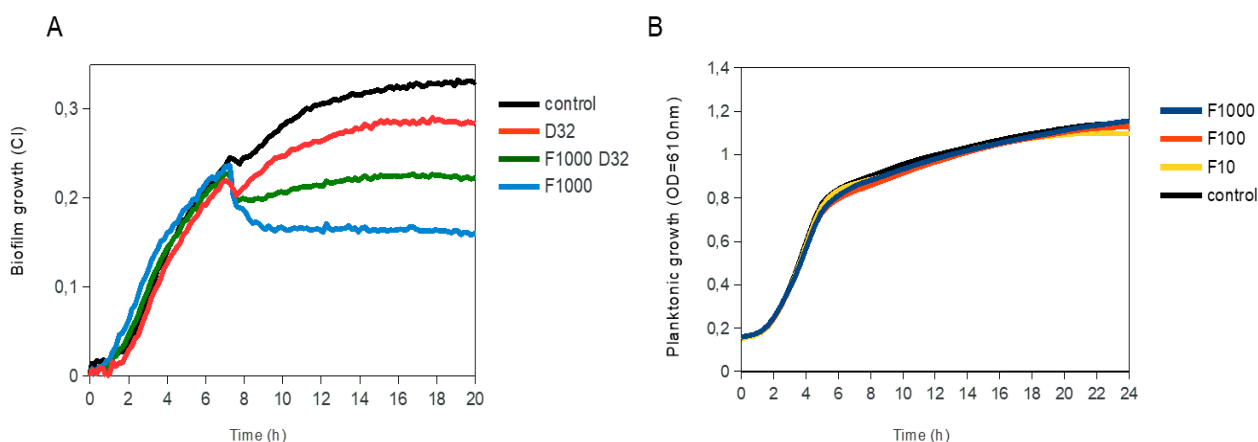 A
Biofilm growth (CI)
0,3
0,2
0,1
0
0 2 4 6 8 10 12 14 16 18 20
Time (h)
control
D32
F1000 D32
F1000
B
Planktonic growth (OD=610nm)
1,4
1,2
1
0,8
0,6
0,4
0,2
0
0 2 4 6 8 10 12 14 16 18 20 22 24
Time (h)
F1000
F100
F10
control